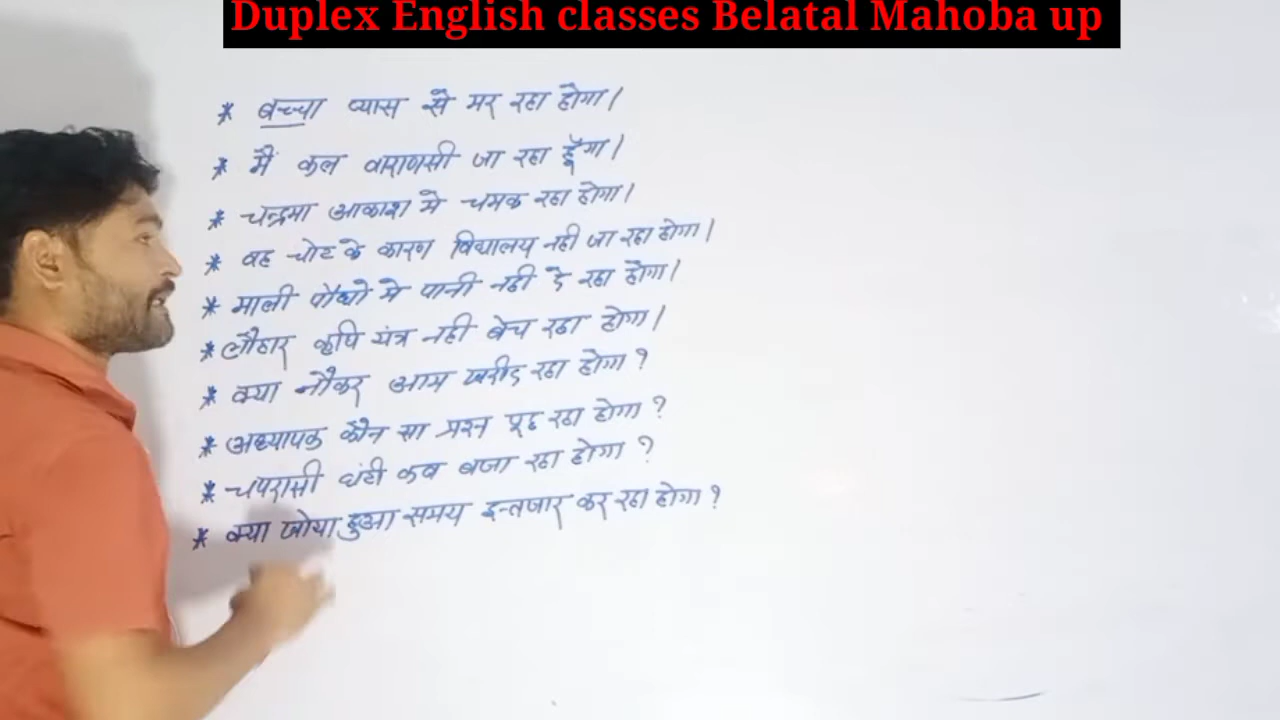 Duplex English classes Belatal Mahoba up
* बच्चा प्यास से मर रहा होगा।
* मैं कल वाराणसी जा रहा हूँगा।
* चन्द्रमा आकाश मे चमक रहा होगा।
* वह चोट के कारण विद्यालय नही जा रहा होगा।
* माली पौधो मे पानी नही दे रहा होगा।
* लौहार कृषि यंत्र नही बेच रहा होगा।
* क्या नौकर आम खरीद रहा होगा ?
* अध्यापक कौन सा प्रश्न पूछ रहा होगा ?
* चपरासी घंटी कब बजा रहा होगा ?
* क्या खोया हुआ समय इन्तजार कर रहा होगा ?